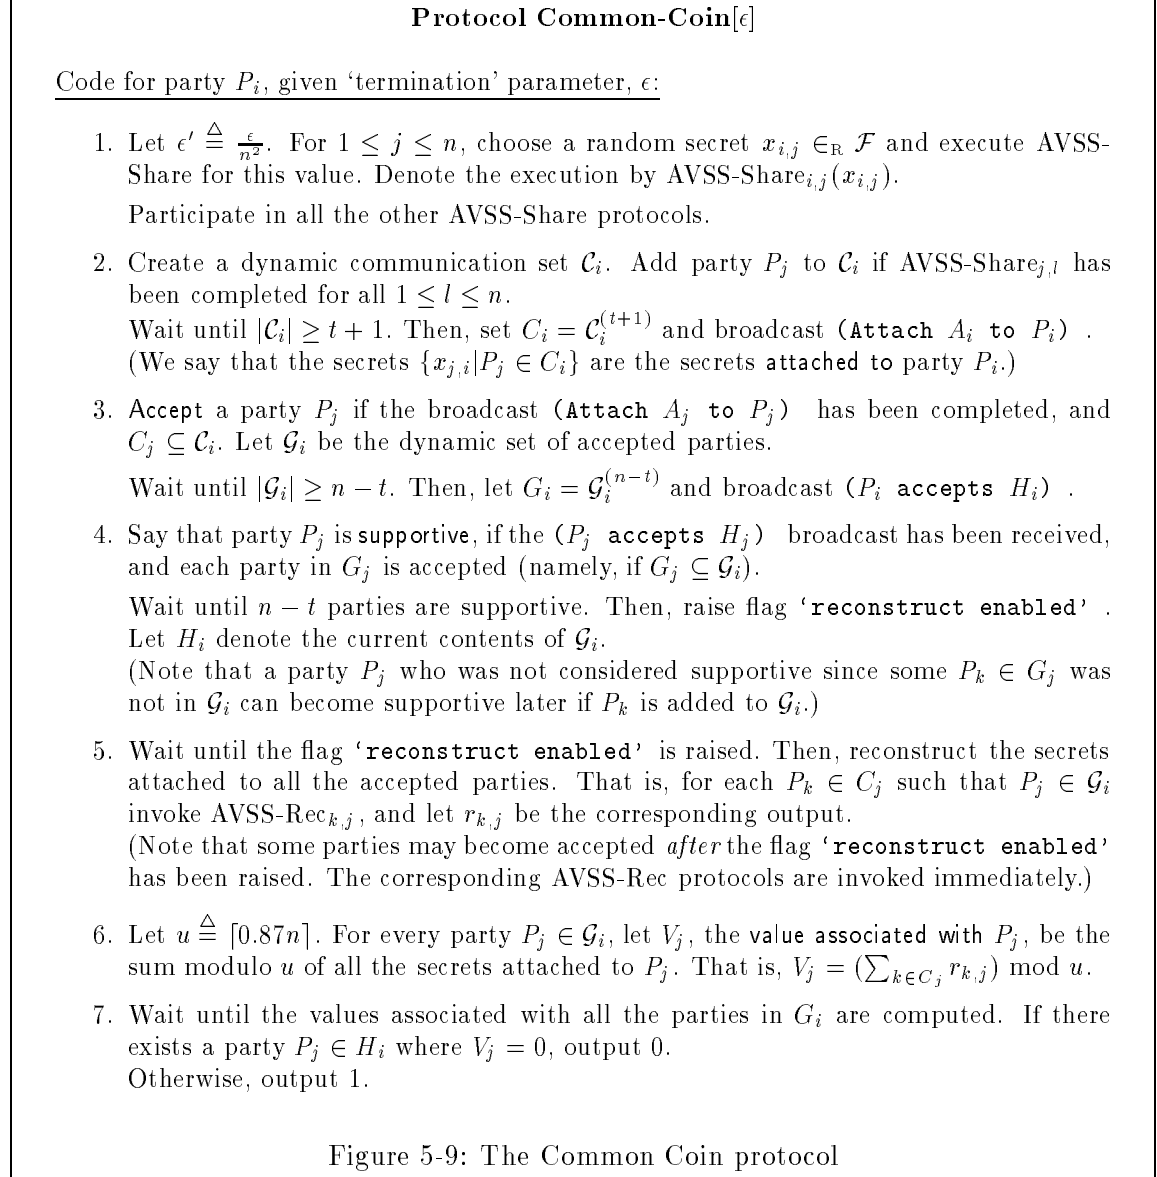 Protocol Common-Coin[ϵ]
Code for party P_i, given ‘termination’ parameter, ϵ:
1. Let ϵ′ ≜ ϵ/n². For 1 ≤ j ≤ n, choose a random secret x_{i,j} ∈_R ℱ and execute AVSS-
Share for this value. Denote the execution by AVSS-Share_{i,j}(x_{i,j}).
Participate in all the other AVSS-Share protocols.
2. Create a dynamic communication set 𝒞_i. Add party P_j to 𝒞_i if AVSS-Share_{j,l} has
been completed for all 1 ≤ l ≤ n.
Wait until |𝒞_i| ≥ t + 1. Then, set C_i = 𝒞_i^{(t+1)} and broadcast (Attach A_i to P_i) .
(We say that the secrets {x_{j,i}|P_j ∈ C_i} are the secrets attached to party P_i.)
3. Accept a party P_j if the broadcast (Attach A_j to P_j) has been completed, and
C_j ⊆ 𝒞_i. Let 𝒢_i be the dynamic set of accepted parties.
Wait until |𝒢_i| ≥ n − t. Then, let G_i = 𝒢_i^{(n−t)} and broadcast (P_i accepts H_i) .
4. Say that party P_j is supportive, if the (P_j accepts H_j) broadcast has been received,
and each party in G_j is accepted (namely, if G_j ⊆ 𝒢_i).
Wait until n − t parties are supportive. Then, raise flag ‘reconstruct enabled’ .
Let H_i denote the current contents of 𝒢_i.
(Note that a party P_j who was not considered supportive since some P_k ∈ G_j was
not in 𝒢_i can become supportive later if P_k is added to 𝒢_i.)
5. Wait until the flag ‘reconstruct enabled’ is raised. Then, reconstruct the secrets
attached to all the accepted parties. That is, for each P_k ∈ C_j such that P_j ∈ 𝒢_i
invoke AVSS-Rec_{k,j}, and let r_{k,j} be the corresponding output.
(Note that some parties may become accepted after the flag ‘reconstruct enabled’
has been raised. The corresponding AVSS-Rec protocols are invoked immediately.)
6. Let u ≜ ⌈0.87n⌉. For every party P_j ∈ 𝒢_i, let V_j, the value associated with P_j, be the
sum modulo u of all the secrets attached to P_j. That is, V_j = (∑_{k∈C_j} r_{k,j}) mod u.
7. Wait until the values associated with all the parties in G_i are computed. If there
exists a party P_j ∈ H_i where V_j = 0, output 0.
Otherwise, output 1.
Figure 5-9: The Common Coin protocol